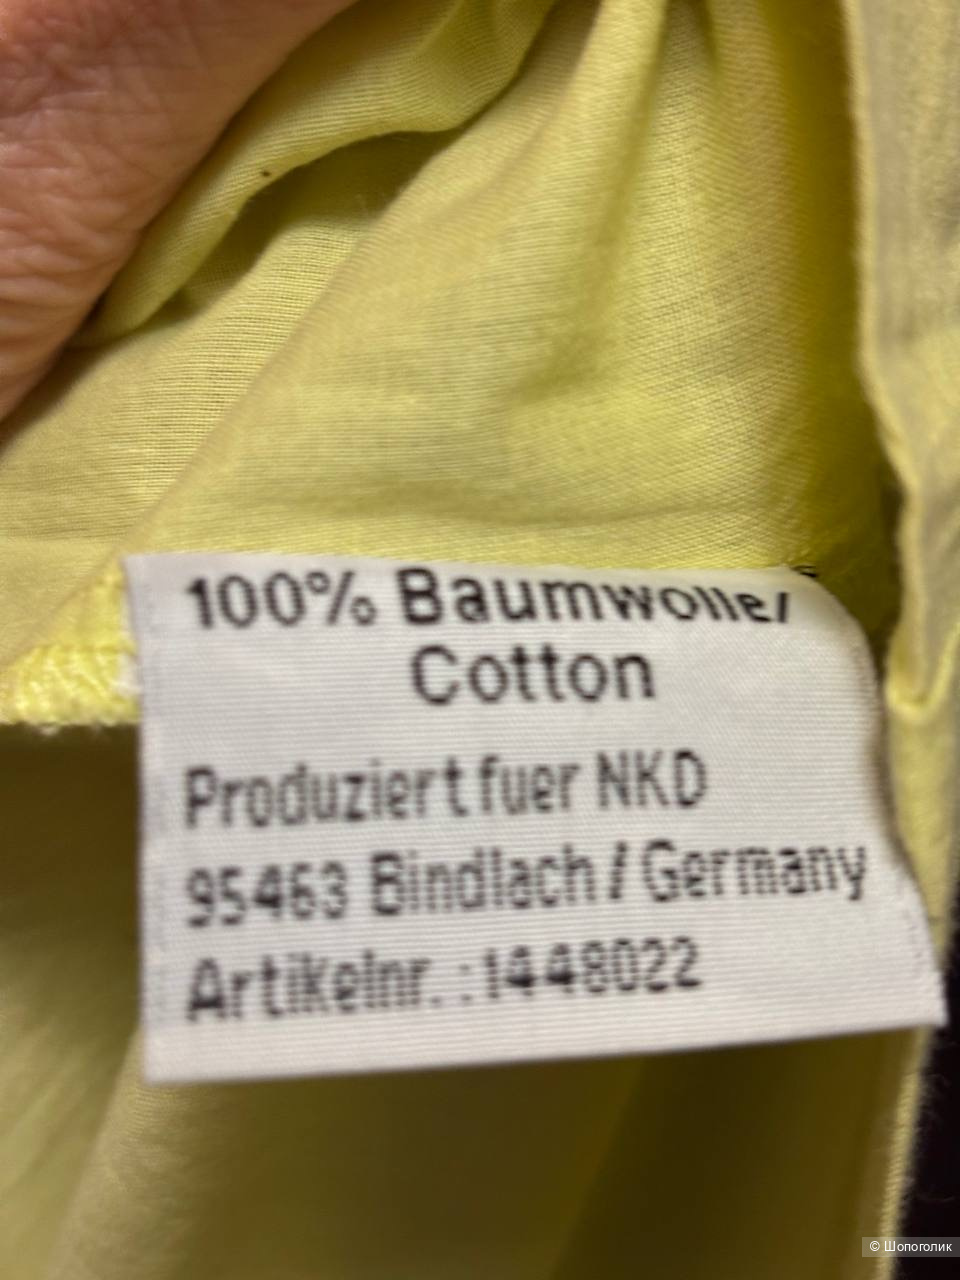 100% Baumwolle/
Cotton
Produziert fuer NKD
95463 Bindlach / Germany
Artikelnr. : 1448022
© Шопоголик